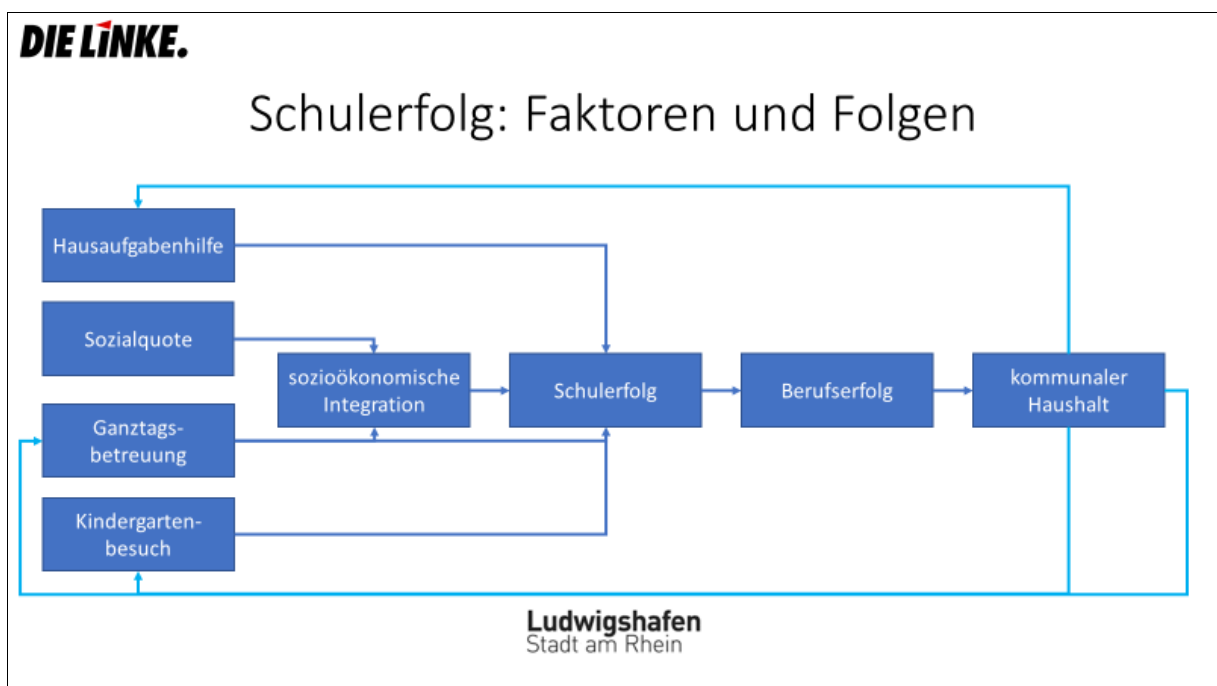 DIE LINKE.
Schulerfolg: Faktoren und Folgen
Hausaufgabenhilfe
Sozialquote
Ganztags-
betreuung
Kindergarten-
besuch
sozioökonomische
Integration
Schulerfolg
Berufserfolg
kommunaler
Haushalt
Ludwigshafen
Stadt am Rhein